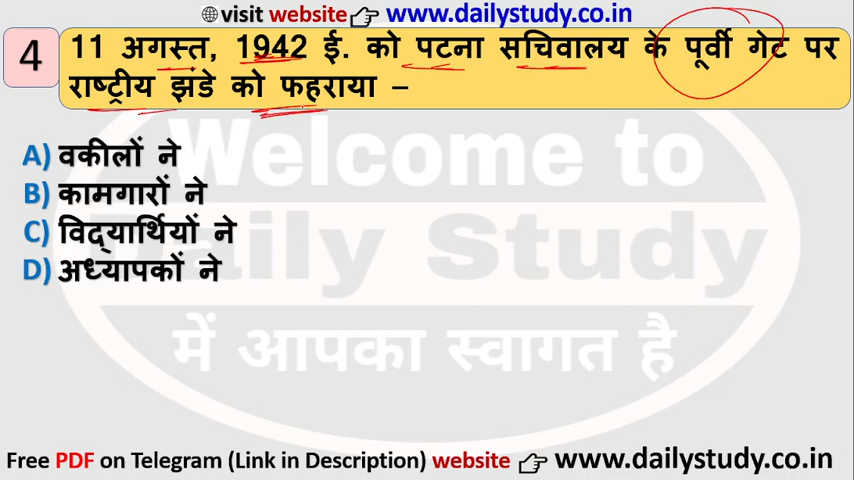 visit website www.dailystudy.co.in
4
11 अगस्त, 1942 ई. को पटना सचिवालय के पूर्वी गेट पर
राष्ट्रीय झंडे को फहराया –
A) वकीलों ने
B) कामगारों ने
C) विद्यार्थियों ने
D) अध्यापकों ने
Welcome to
Daily Study
में आपका स्वागत है
Free PDF on Telegram (Link in Description) website www.dailystudy.co.in